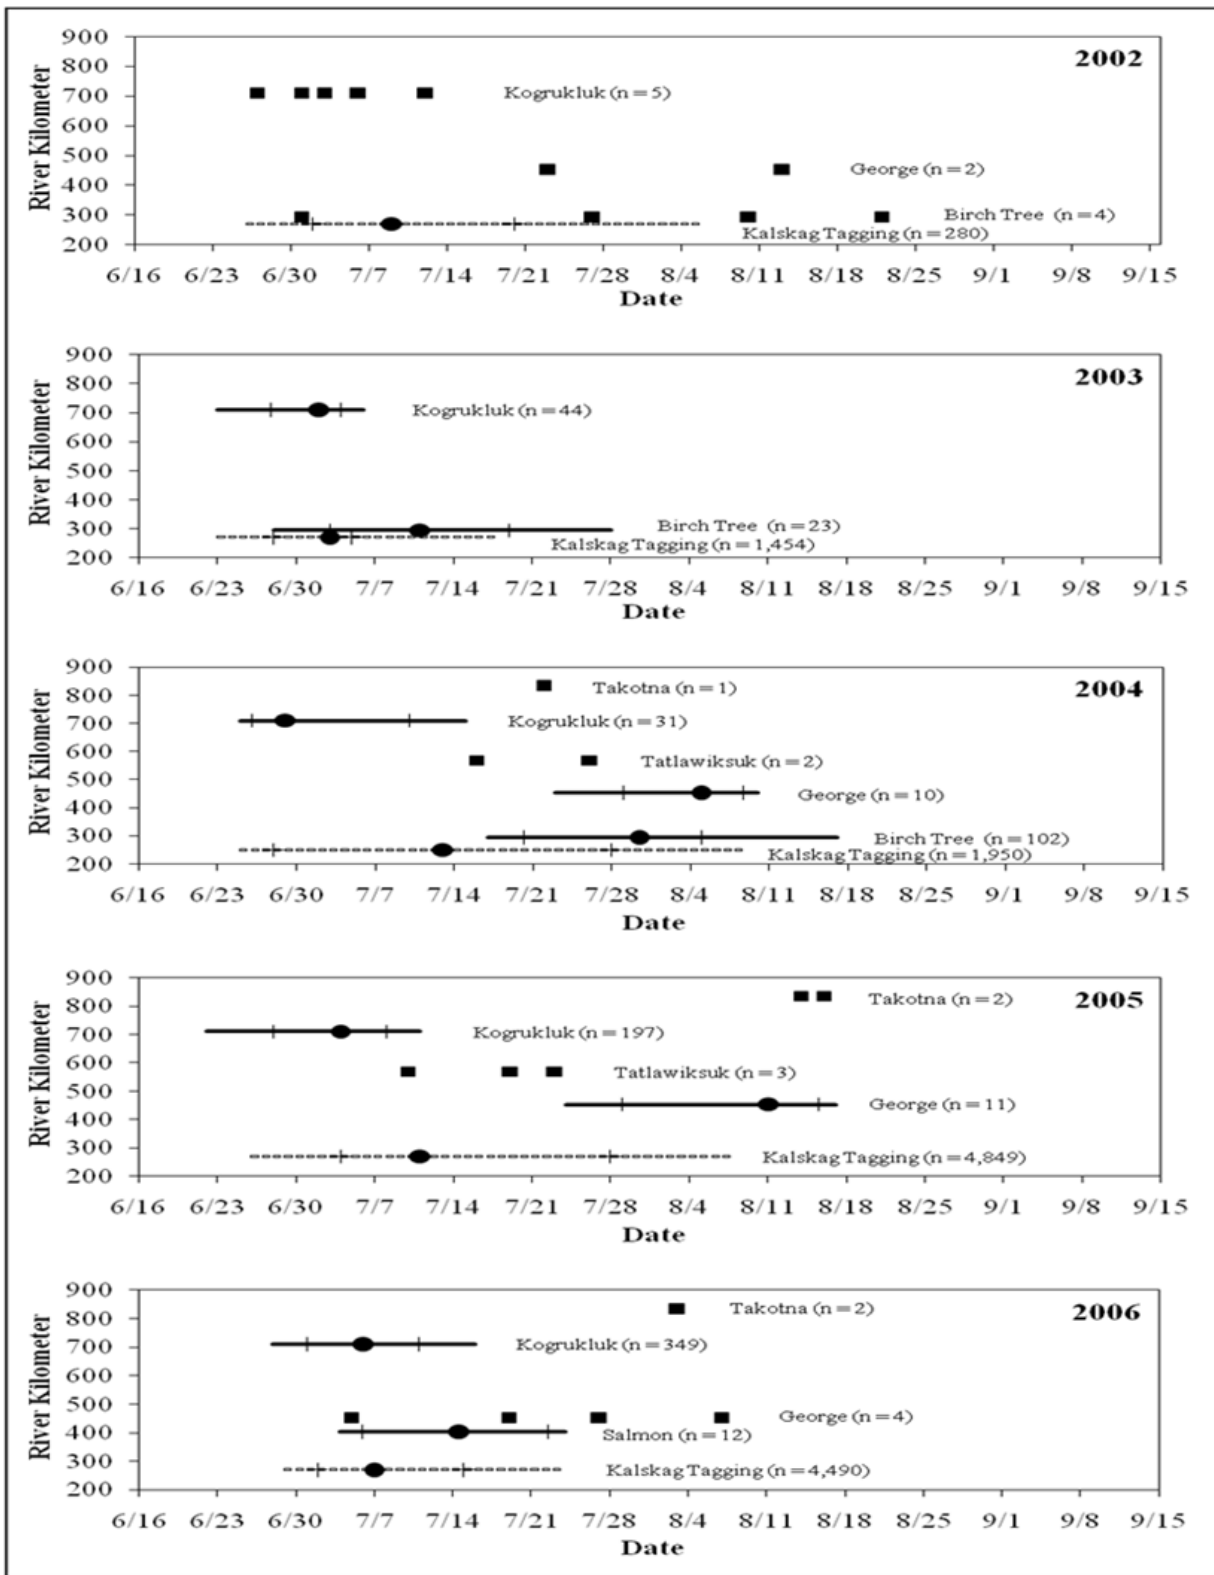 2002
River Kilometer
900
800
700
600
500
400
300
200
Kogrukluk (n = 5)
George (n = 2)
Birch Tree (n = 4)
Kalskag Tagging (n = 280)
6/16 6/23 6/30 7/7 7/14 7/21 7/28 8/4 8/11 8/18 8/25 9/1 9/8 9/15
Date
2003
River Kilometer
900
800
700
600
500
400
300
200
Kogrukluk (n = 44)
Birch Tree (n = 23)
Kalskag Tagging (n = 1,454)
6/16 6/23 6/30 7/7 7/14 7/21 7/28 8/4 8/11 8/18 8/25 9/1 9/8 9/15
Date
2004
River Kilometer
900
800
700
600
500
400
300
200
Takotna (n = 1)
Kogrukluk (n = 31)
Tatlawiksuk (n = 2)
George (n = 10)
Birch Tree (n = 102)
Kalskag Tagging (n = 1,950)
6/16 6/23 6/30 7/7 7/14 7/21 7/28 8/4 8/11 8/18 8/25 9/1 9/8 9/15
Date
2005
River Kilometer
900
800
700
600
500
400
300
200
Takotna (n = 2)
Kogrukluk (n = 197)
Tatlawiksuk (n = 3)
George (n = 11)
Kalskag Tagging (n = 4,849)
6/16 6/23 6/30 7/7 7/14 7/21 7/28 8/4 8/11 8/18 8/25 9/1 9/8 9/15
Date
2006
River Kilometer
900
800
700
600
500
400
300
200
Takotna (n = 2)
Kogrukluk (n = 349)
George (n = 4)
Salmon (n = 12)
Kalskag Tagging (n = 4,490)
6/16 6/23 6/30 7/7 7/14 7/21 7/28 8/4 8/11 8/18 8/25 9/1 9/8 9/15
Date